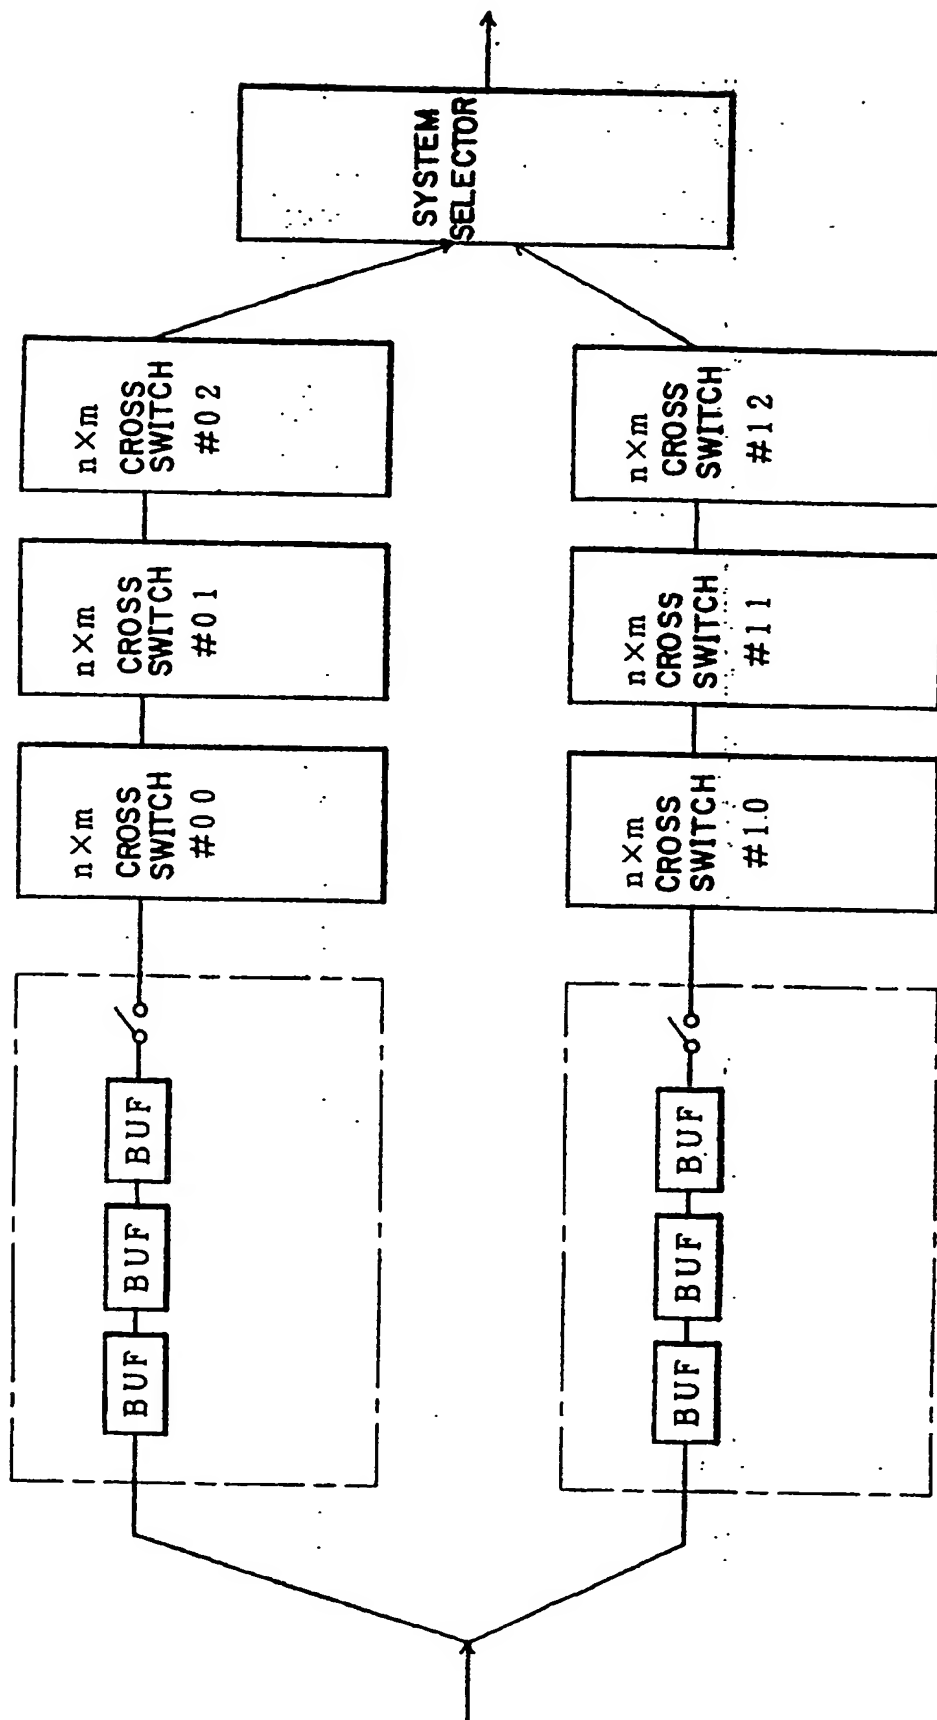 BUF
BUF
BUF
n×m
CROSS
SWITCH
#00
n×m
CROSS
SWITCH
#01
n×m
CROSS
SWITCH
#02
BUF
BUF
BUF
n×m
CROSS
SWITCH
#10
n×m
CROSS
SWITCH
#11
n×m
CROSS
SWITCH
#12
SYSTEM
SELECTOR